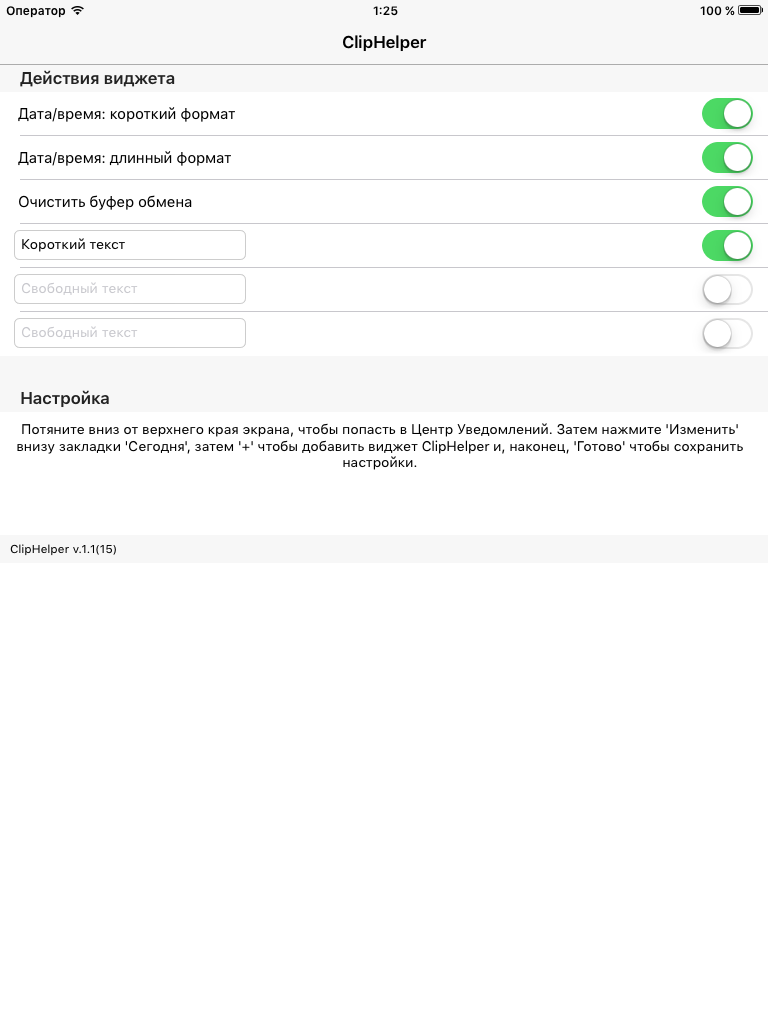 Оператор 1:25 100 %
ClipHelper
Действия виджета
Дата/время: короткий формат
Дата/время: длинный формат
Очистить буфер обмена
Короткий текст
Свободный текст
Свободный текст
Настройка
Потяните вниз от верхнего края экрана, чтобы попасть в Центр Уведомлений. Затем нажмите 'Изменить'
внизу закладки 'Сегодня', затем '+' чтобы добавить виджет ClipHelper и, наконец, 'Готово' чтобы сохранить
настройки.
ClipHelper v.1.1(15)